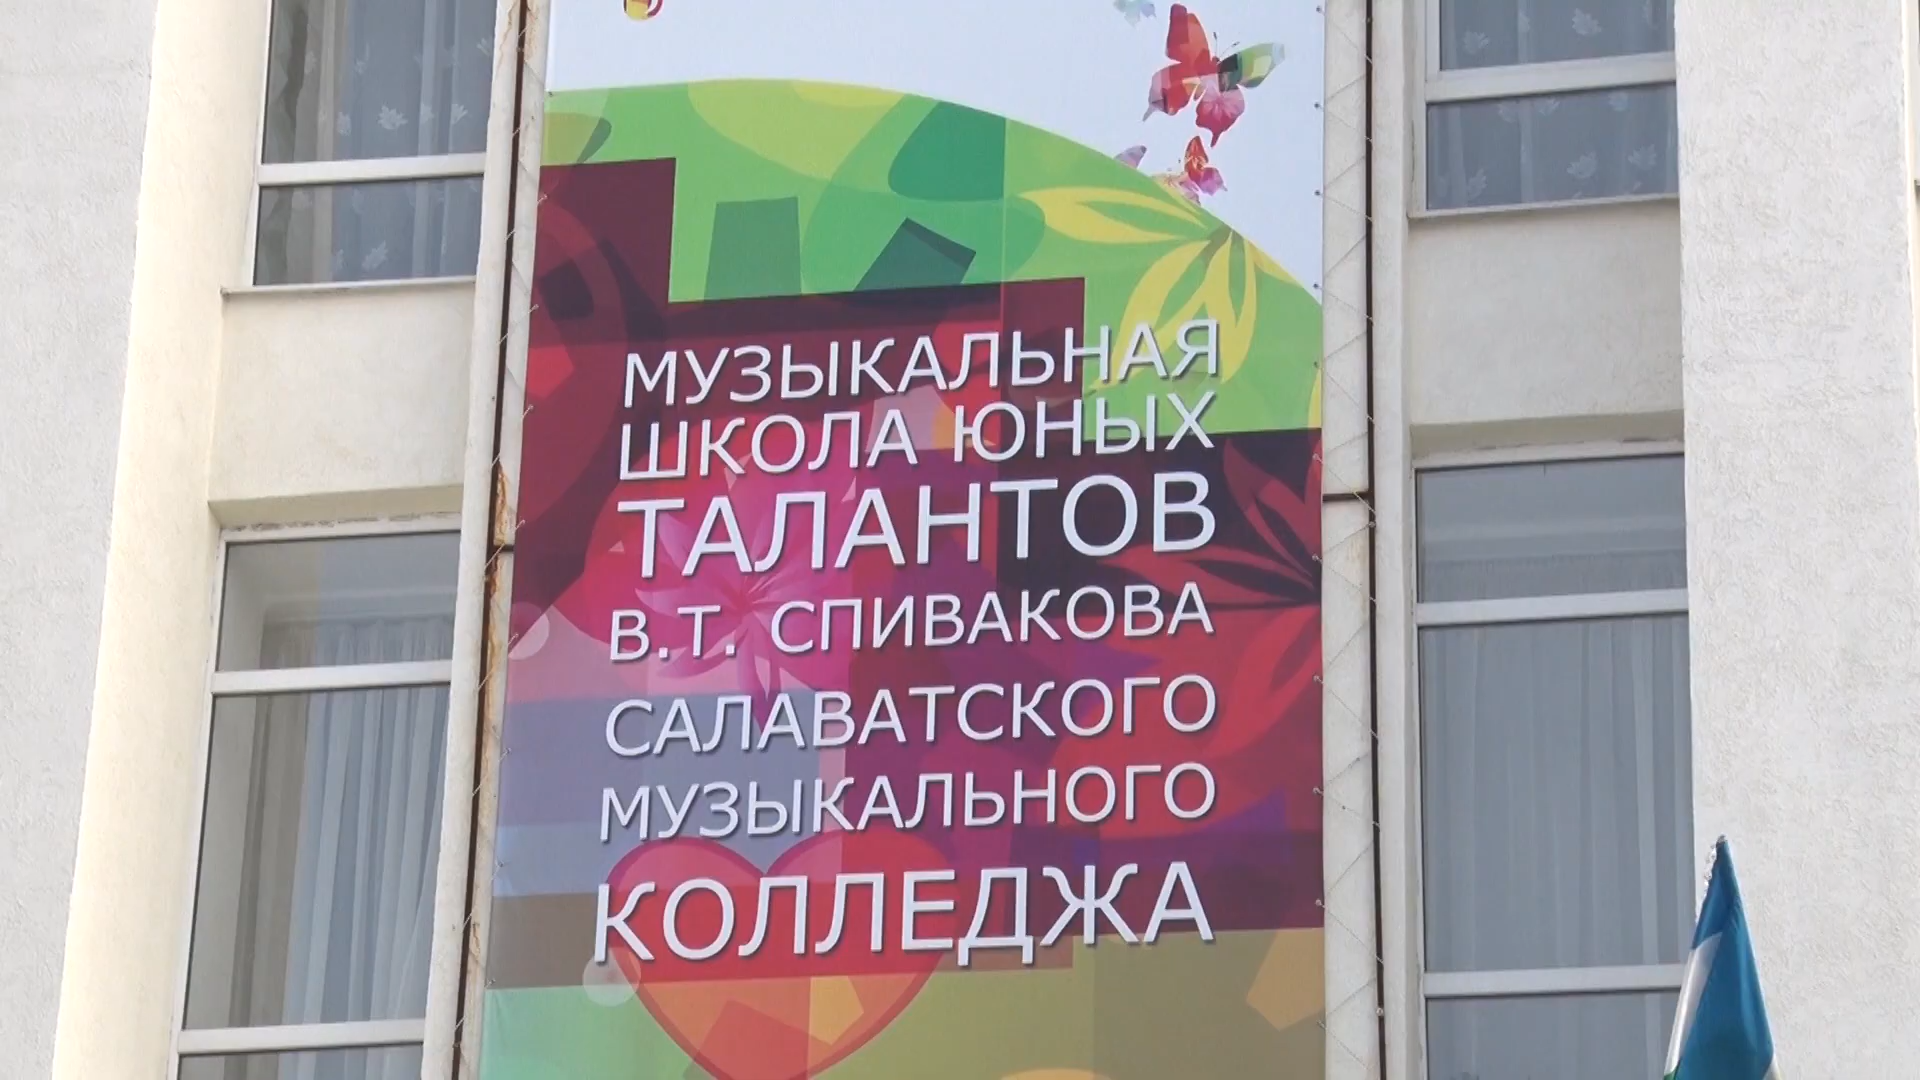 МУЗЫКАЛЬНАЯ
ШКОЛА ЮНЫХ
ТАЛАНТОВ
В.Т. СПИВАКОВА
САЛАВАТСКОГО
МУЗЫКАЛЬНОГО
КОЛЛЕДЖА